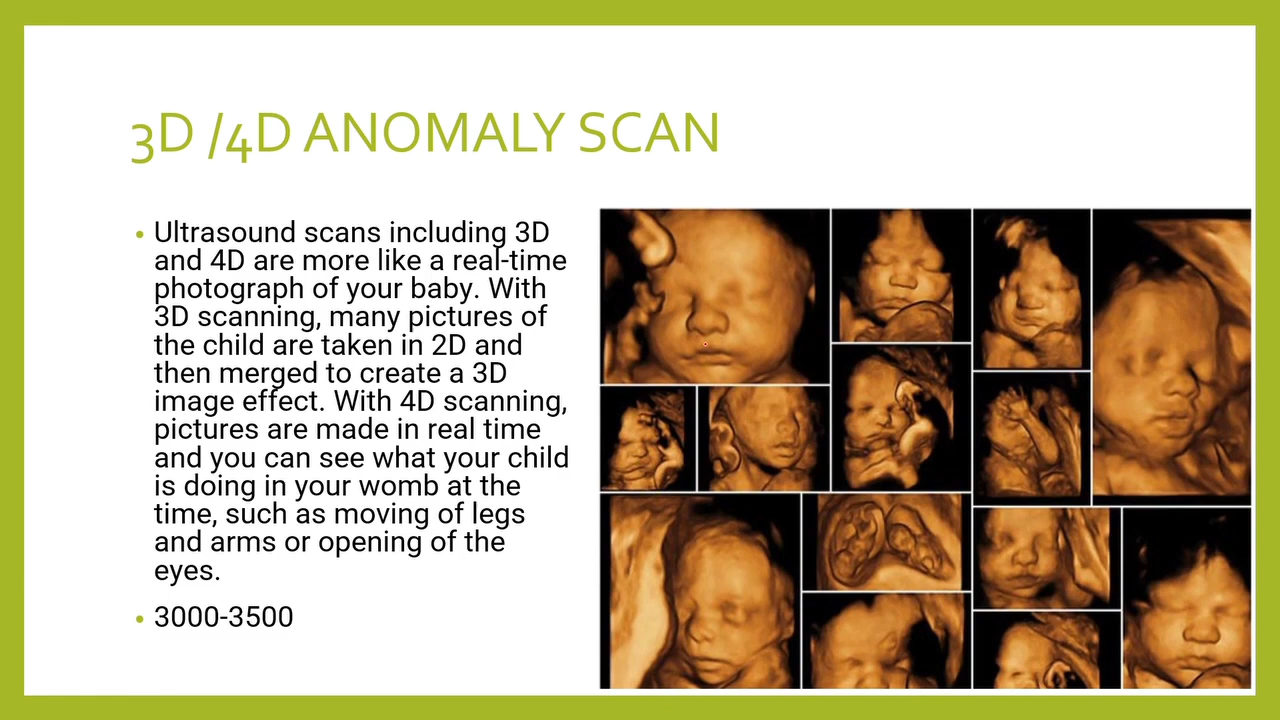 3D /4D ANOMALY SCAN
• Ultrasound scans including 3D
and 4D are more like a real-time
photograph of your baby. With
3D scanning, many pictures of
the child are taken in 2D and
then merged to create a 3D
image effect. With 4D scanning,
pictures are made in real time
and you can see what your child
is doing in your womb at the
time, such as moving of legs
and arms or opening of the
eyes.
• 3000-3500